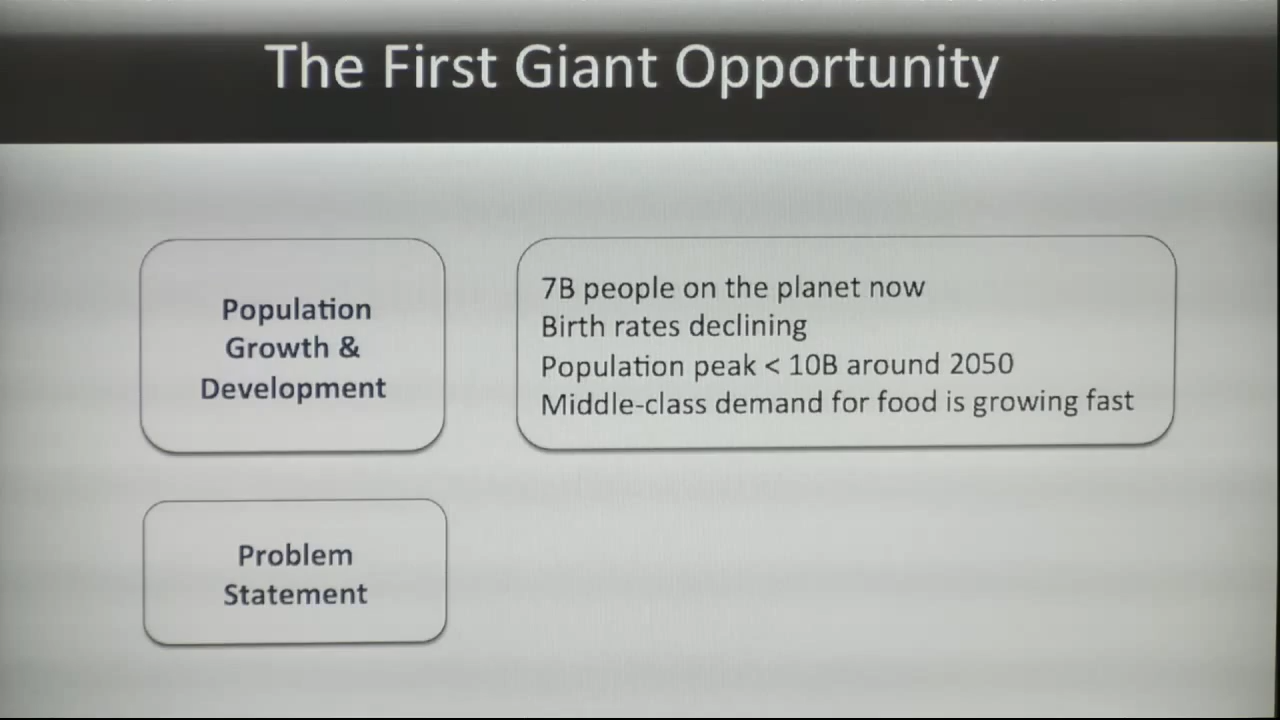 The First Giant Opportunity
Population
Growth &
Development
7B people on the planet now
Birth rates declining
Population peak < 10B around 2050
Middle-class demand for food is growing fast
Problem
Statement